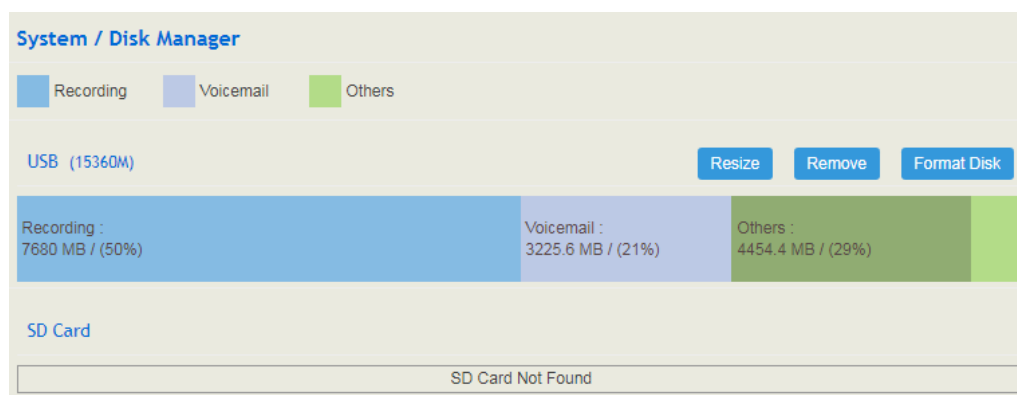 System / Disk Manager
Recording Voicemail Others
USB (15360M) Resize Remove Format Disk
Recording :
7680 MB / (50%)
Voicemail :
3225.6 MB / (21%)
Others :
4454.4 MB / (29%)
SD Card
SD Card Not Found